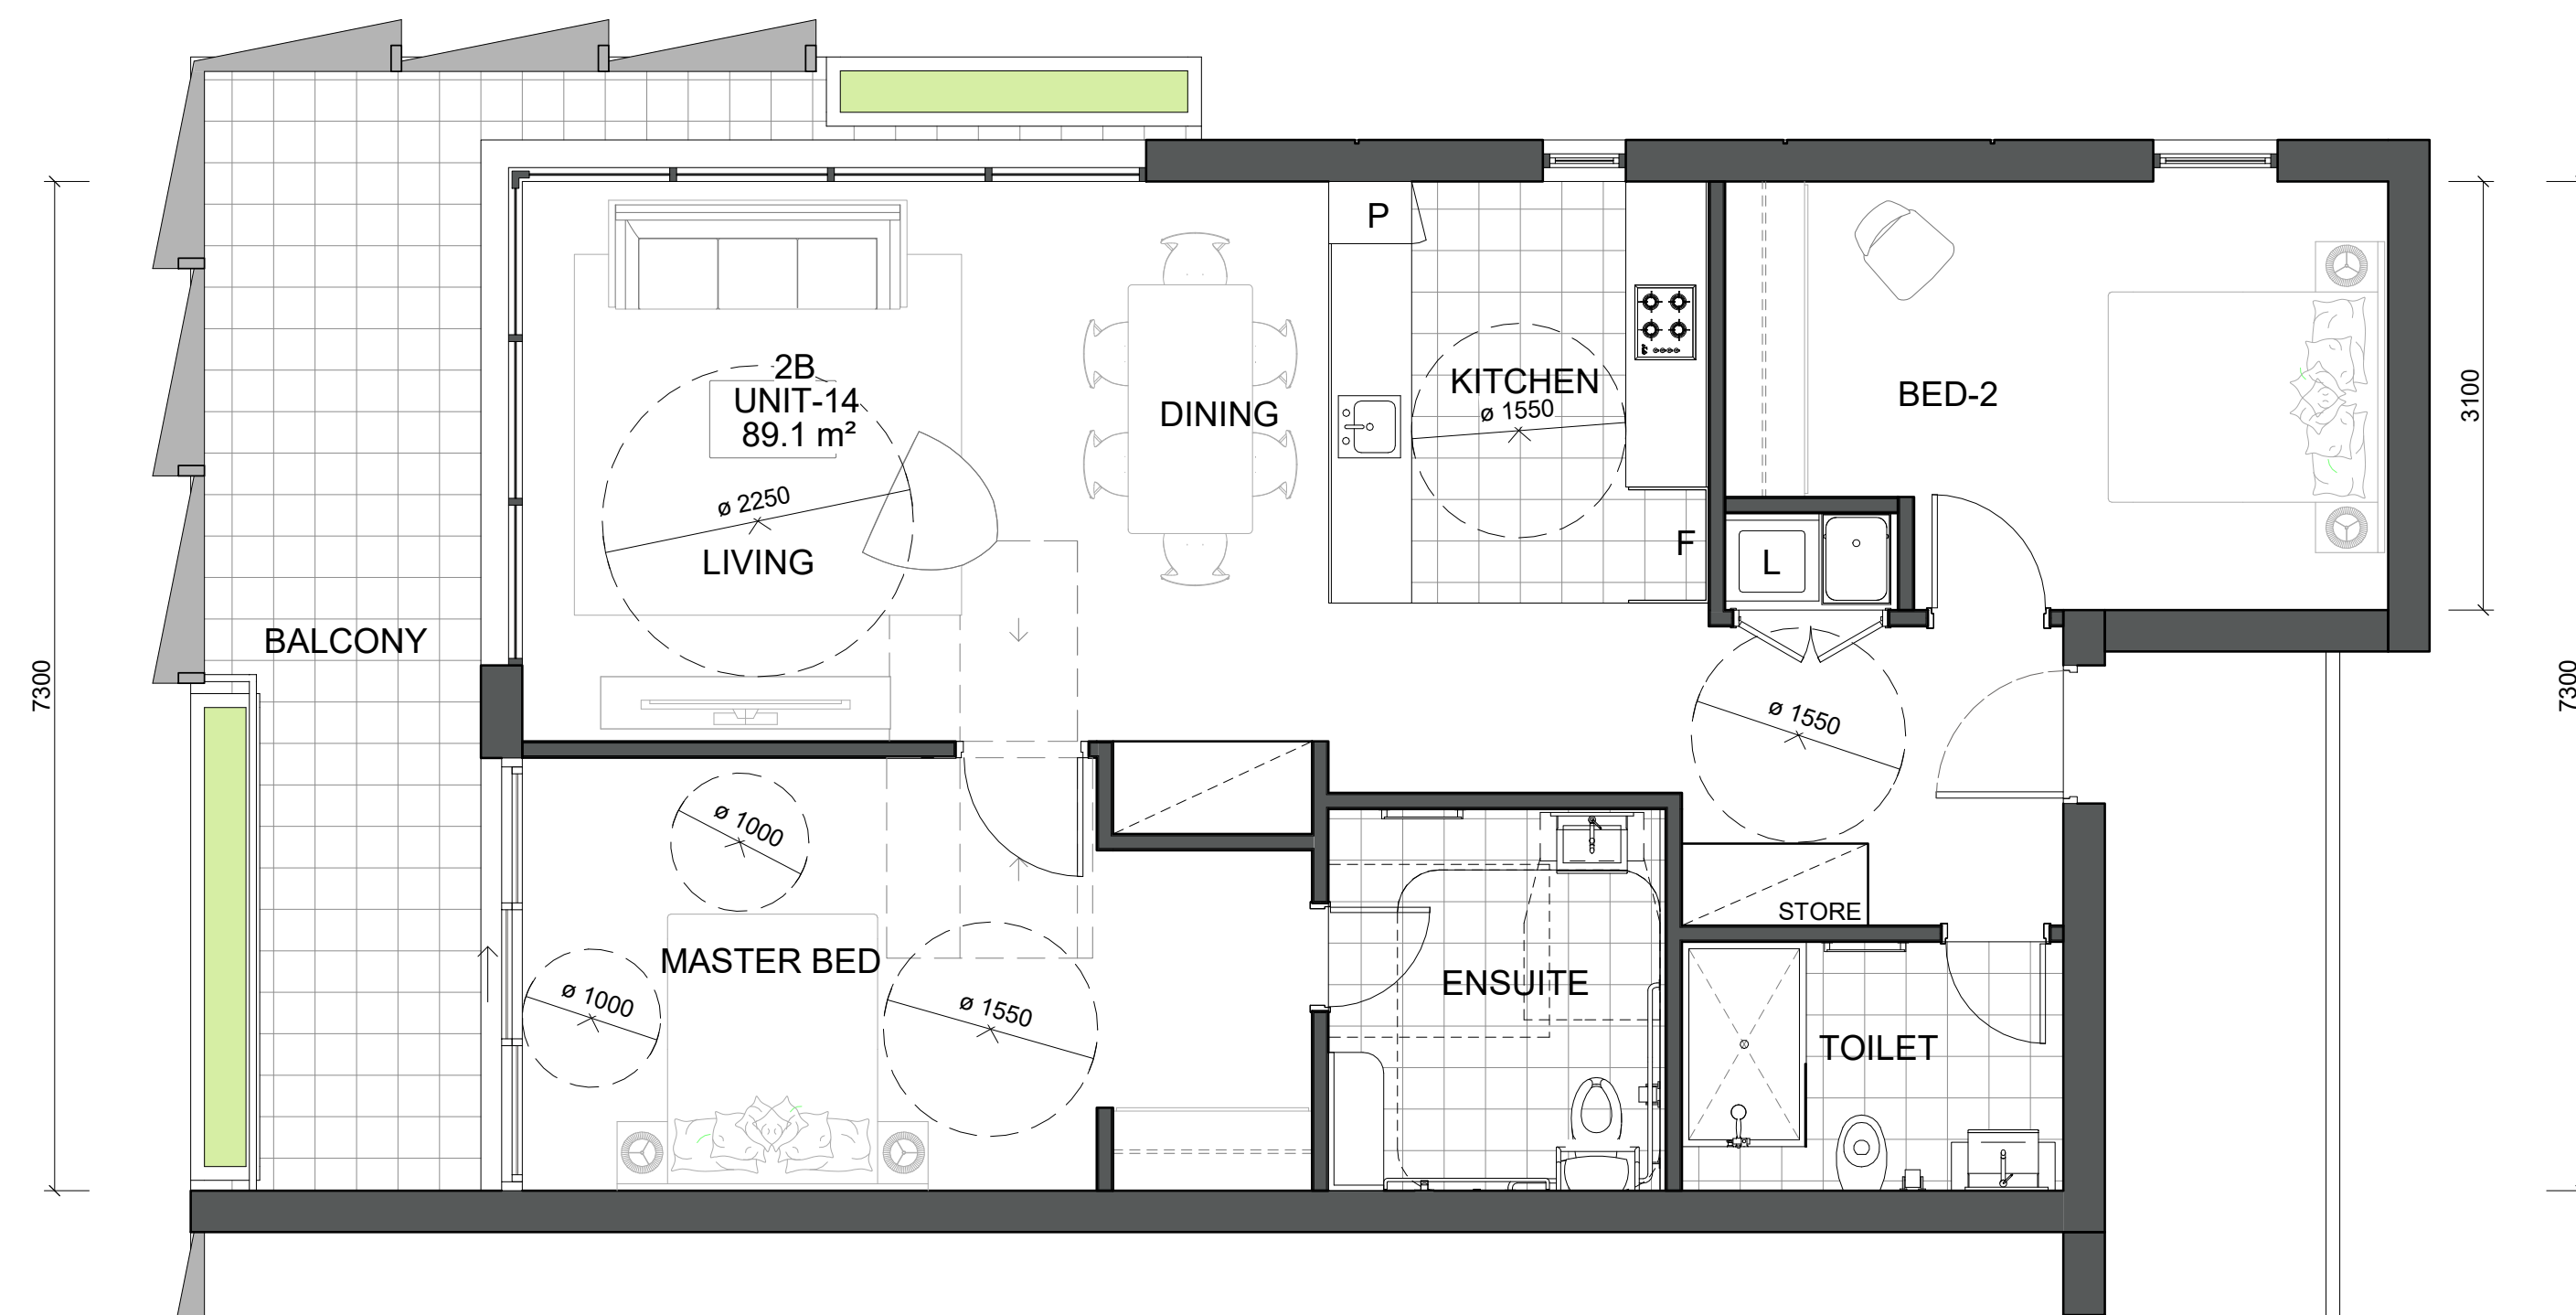 P
2B
UNIT-14
89.1 m²
KITCHEN
ø 1550
DINING
BED-2
3100
ø 2250
LIVING
F
L
BALCONY
7300
7300
ø 1550
ø 1000
STORE
MASTER BED
ø 1000
ø 1550
ENSUITE
TOILET